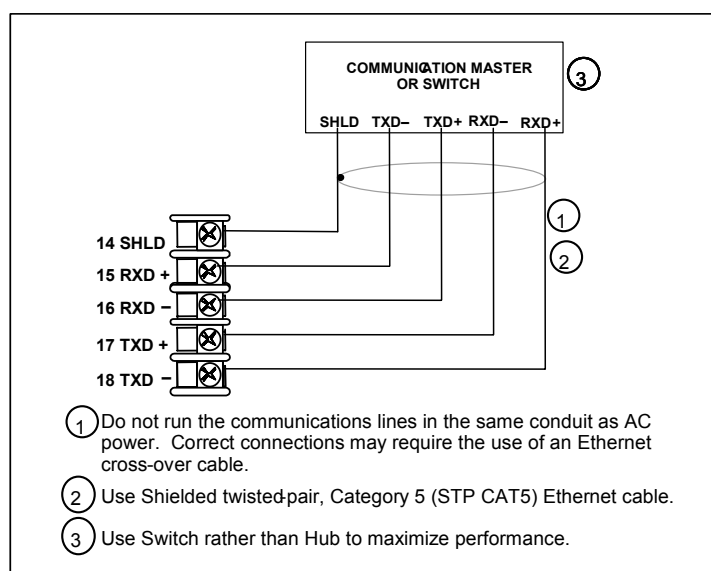 COMMUNICATION MASTER
OR SWITCH
3
SHLD TXD– TXD+ RXD– RXD+
1
2
14 SHLD
15 RXD +
16 RXD –
17 TXD +
18 TXD –
1 Do not run the communications lines in the same conduit as AC
power. Correct connections may require the use of an Ethernet
cross-over cable.
2 Use Shielded twisted-pair, Category 5 (STP CAT5) Ethernet cable.
3 Use Switch rather than Hub to maximize performance.